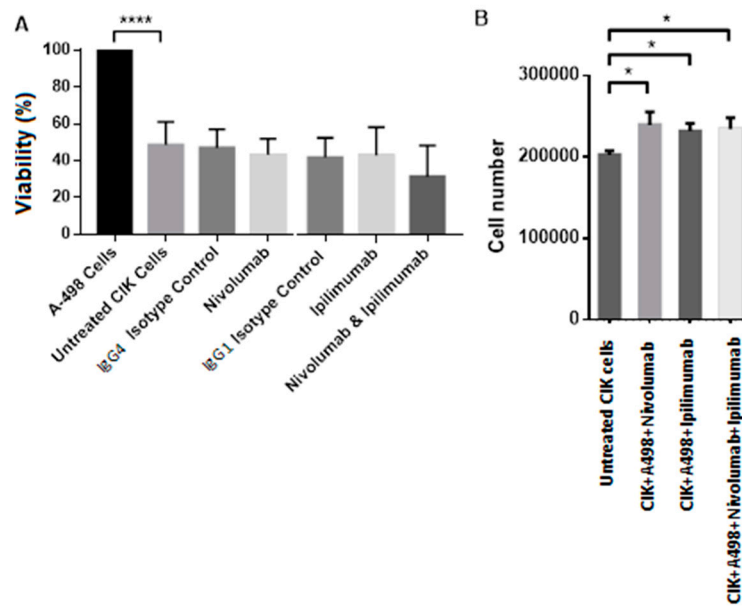 A
****
Viability (%)
100
80
60
40
20
0
A-498 Cells
Untreated CIK Cells
IgG4 Isotype Control
Nivolumab
IgG1 Isotype Control
Ipilimumab
Nivolumab & Ipilimumab
B
*
*
*
Cell number
300000
200000
100000
0
Untreated CIK cells
CIK+A498+Nivolumab
CIK+A498+Ipilimumab
CIK+A498+Nivolumab+Ipilimumab